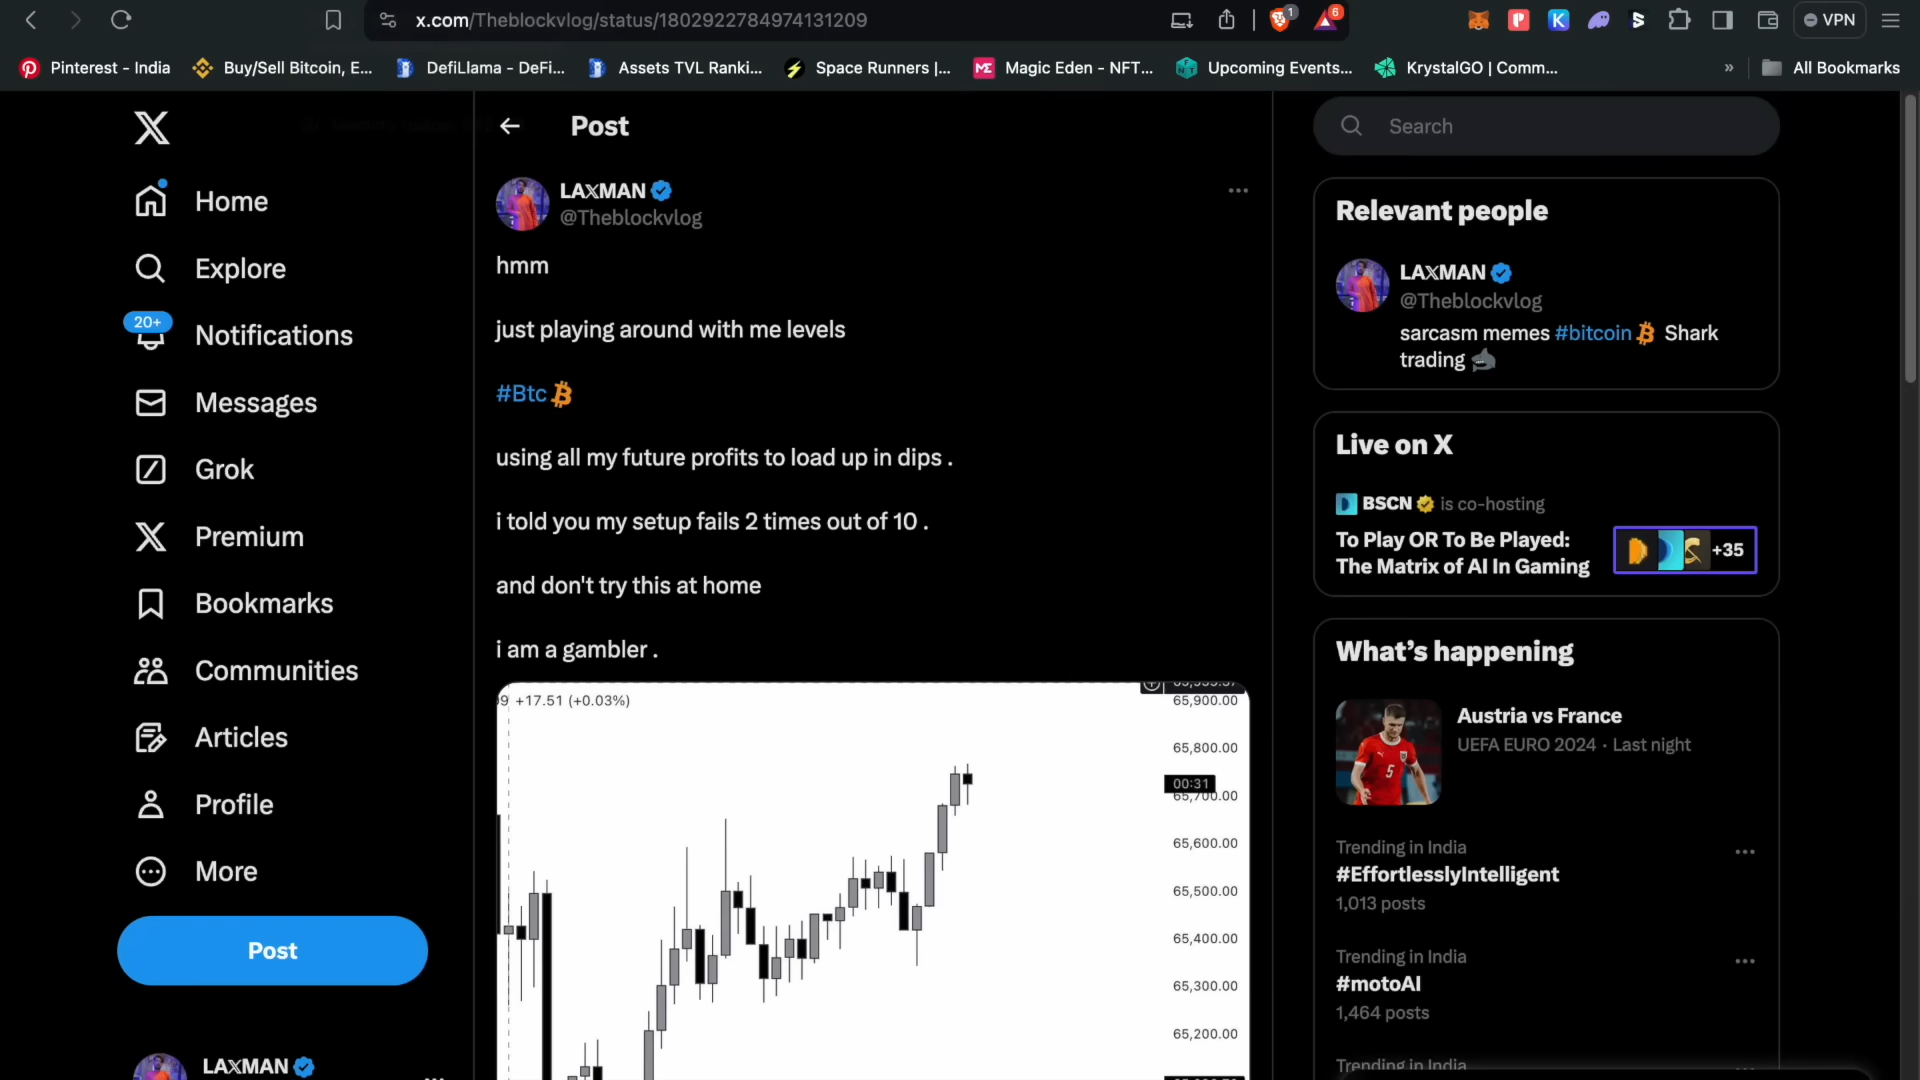 x.com/Theblockvlog/status/1802922784974131209
1
6
VPN
Pinterest - India
Buy/Sell Bitcoin, E...
DefiLlama - DeFi...
Assets TVL Ranki...
Space Runners |...
Magic Eden - NFT...
Upcoming Events...
KrystalGO | Comm...
»
All Bookmarks
Home
Explore
20+
Notifications
Messages
Grok
Premium
Bookmarks
Communities
Articles
Profile
More
Post
LAXMAN
Post
LAXMAN
@Theblockvlog
hmm
just playing around with me levels
#Btc
using all my future profits to load up in dips .
i told you my setup fails 2 times out of 10 .
and don't try this at home
i am a gambler .
+17.51 (+0.03%)
65,900.00
65,800.00
00:31
65,700.00
65,600.00
65,500.00
65,400.00
65,300.00
65,200.00
Search
Relevant people
LAXMAN
@Theblockvlog
sarcasm memes #bitcoin Shark
trading
Live on X
BSCN is co-hosting
To Play OR To Be Played:
The Matrix of AI In Gaming
+35
What's happening
Austria vs France
UEFA EURO 2024 · Last night
Trending in India
#EffortlesslyIntelligent
1,013 posts
Trending in India
#motoAI
1,464 posts
Trending in India